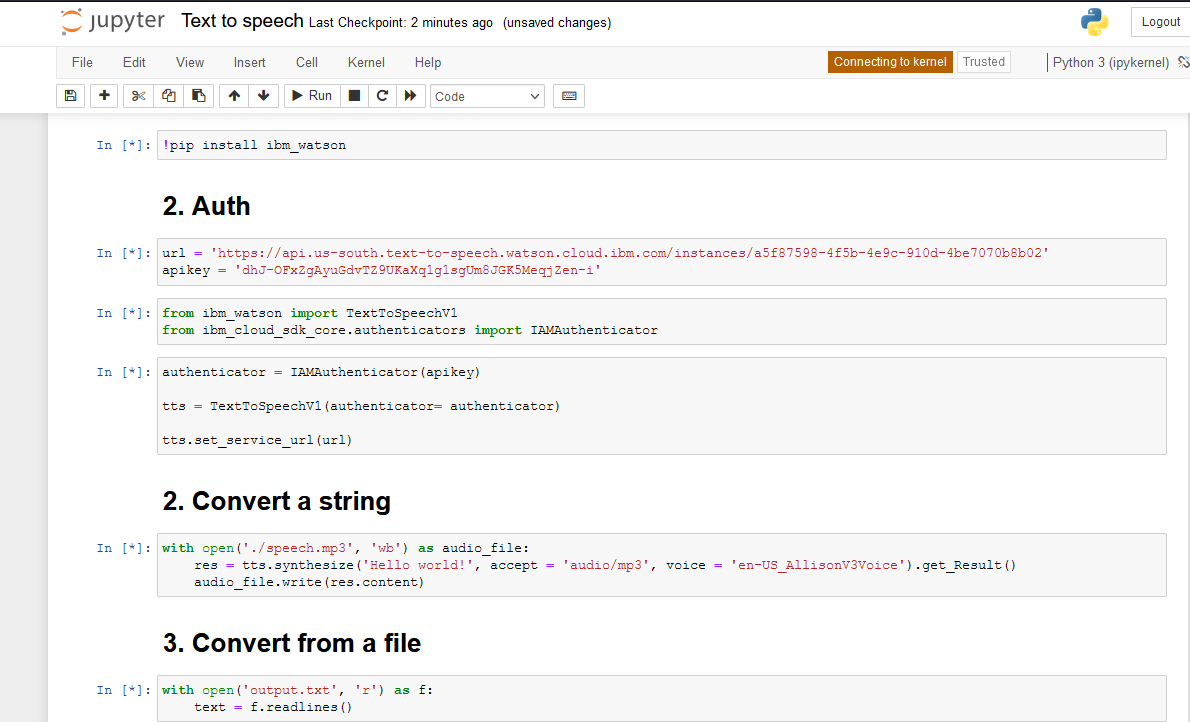 jupyter Text to speech Last Checkpoint: 2 minutes ago (unsaved changes) Logout
File Edit View Insert Cell Kernel Help Connecting to kernel Trusted Python 3 (ipykernel)
Run Code
In [*]: !pip install ibm_watson
2. Auth
In [*]: url = 'https://api.us-south.text-to-speech.watson.cloud.ibm.com/instances/a5f87598-4f5b-4e9c-910d-4be7070b8b02'
apikey = 'dhJ-OFxZgAyuGdvTZ9UKaXq1g1sgUm8JGK5MeqjZen-i'
In [*]: from ibm_watson import TextToSpeechV1
from ibm_cloud_sdk_core.authenticators import IAMAuthenticator
In [*]: authenticator = IAMAuthenticator(apikey)
tts = TextToSpeechV1(authenticator= authenticator)
tts.set_service_url(url)
2. Convert a string
In [*]: with open('./speech.mp3', 'wb') as audio_file:
res = tts.synthesize('Hello world!', accept = 'audio/mp3', voice = 'en-US_AllisonV3Voice').get_Result()
audio_file.write(res.content)
3. Convert from a file
In [*]: with open('output.txt', 'r') as f:
text = f.readlines()